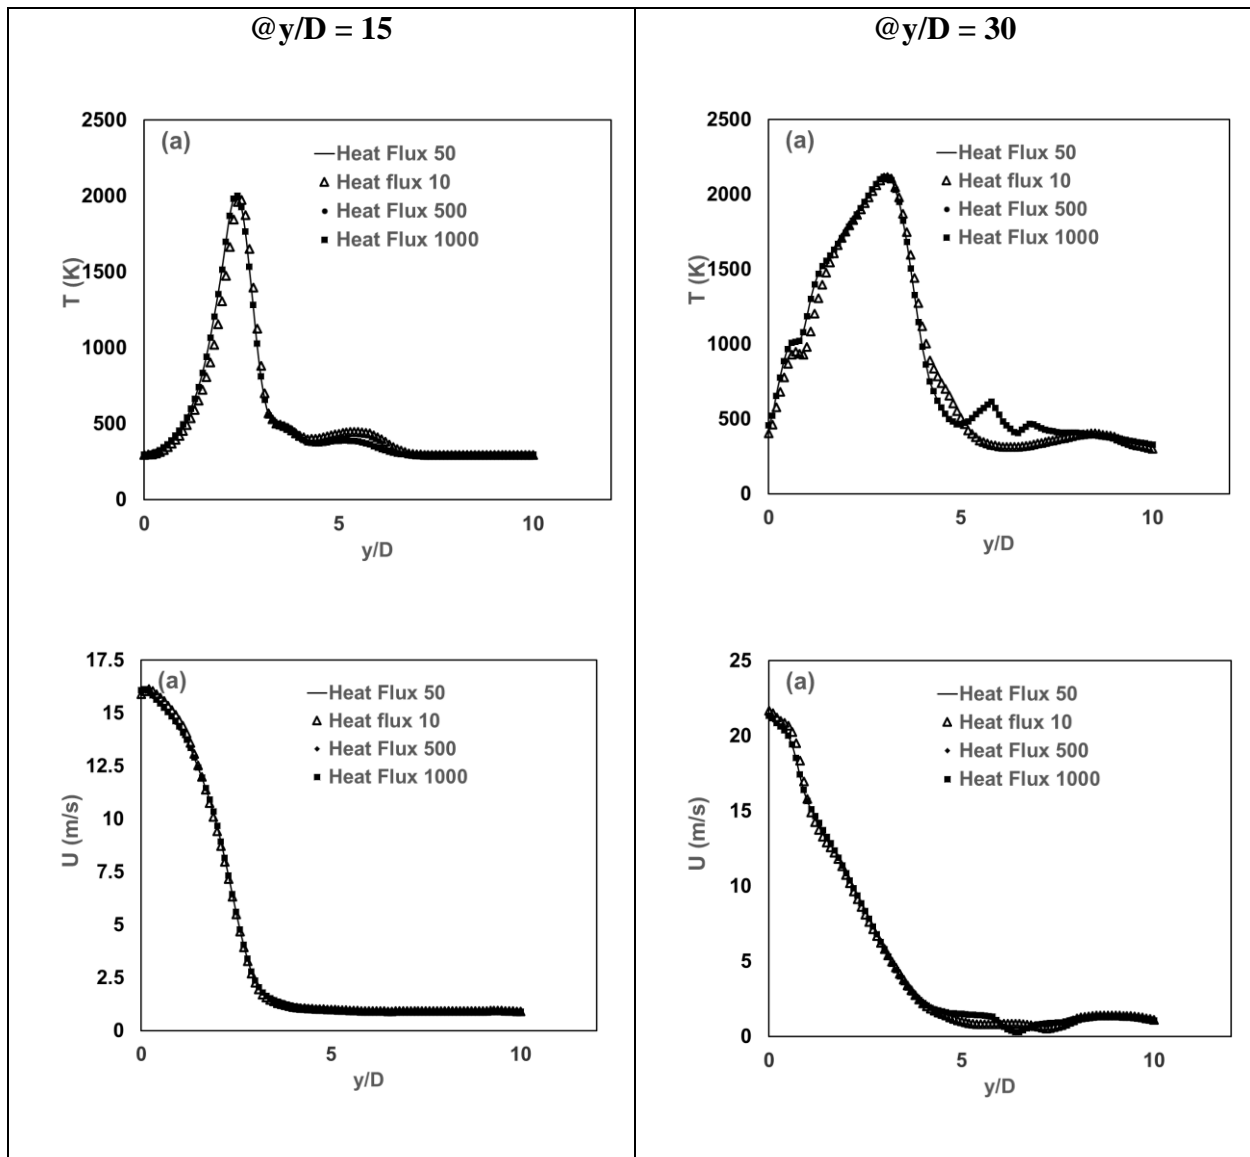 @y/D = 15
@y/D = 30
2500
2000
1500
1000
500
0
T (K)
(a)
Heat Flux 50
Heat flux 10
Heat Flux 500
Heat Flux 1000
0
5
10
y/D
2500
2000
1500
1000
500
0
T (K)
(a)
Heat Flux 50
Heat flux 10
Heat Flux 500
Heat Flux 1000
0
5
10
y/D
17.5
15
12.5
10
7.5
5
2.5
0
U (m/s)
(a)
Heat Flux 50
Heat flux 10
Heat Flux 500
Heat Flux 1000
0
5
10
y/D
25
20
15
10
5
0
U (m/s)
(a)
Heat Flux 50
Heat flux 10
Heat Flux 500
Heat Flux 1000
0
5
10
y/D